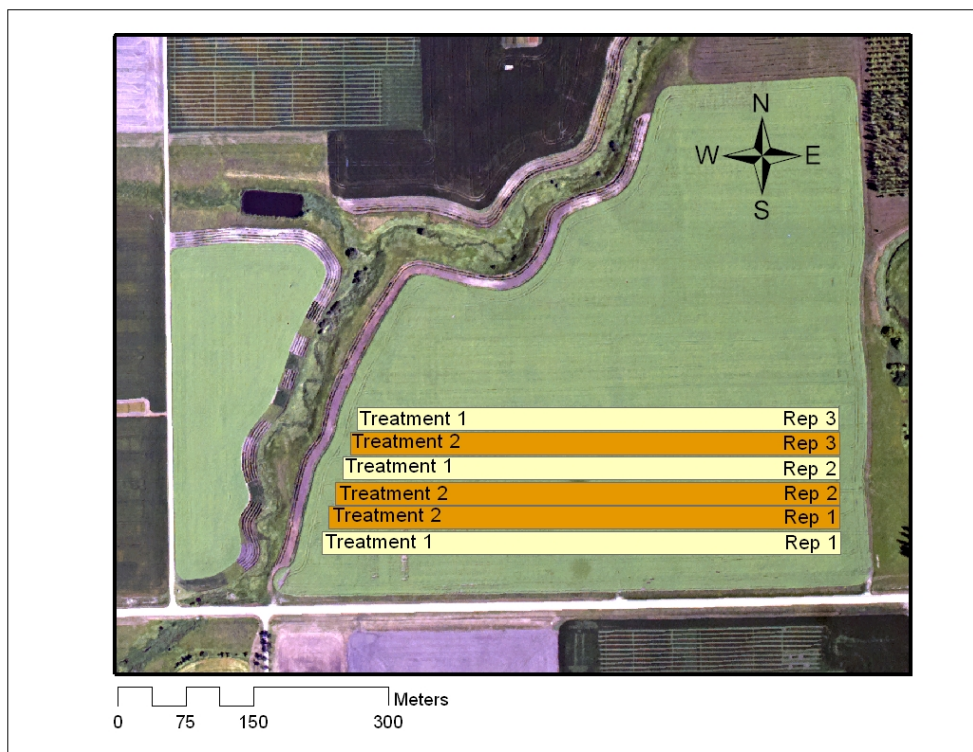 N
W E
S
Treatment 1 Rep 3
Treatment 2 Rep 3
Treatment 1 Rep 2
Treatment 2 Rep 2
Treatment 2 Rep 1
Treatment 1 Rep 1
Meters
0 75 150 300